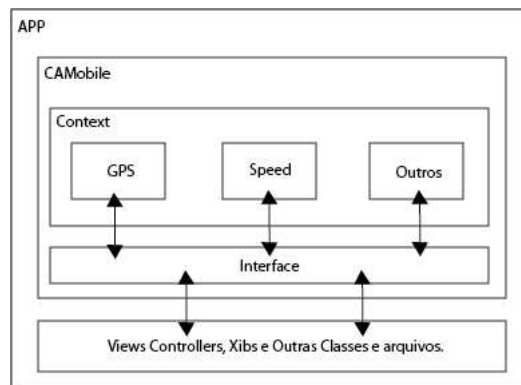 APP
CAMobile
Context
GPS
Speed
Outros
Interface
Views Controllers, Xibs e Outras Classes e arquivos.